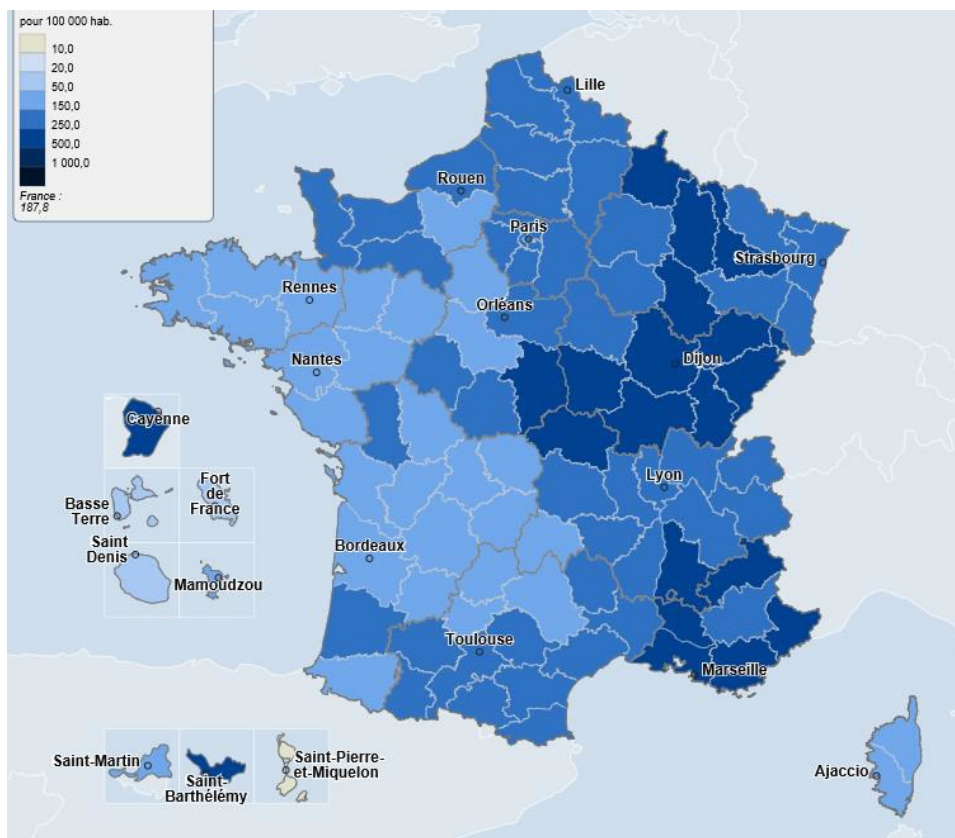 pour 100 000 hab.
10,0
20,0
50,0
150,0
250,0
500,0
1 000,0
France :
187,8
Lille
Rouen
Paris
Strasbourg
Rennes
Orléans
Nantes
Dijon
Cayenne
Lyon
Basse
Terre
Fort
de
France
Saint
Denis
Mamoudzou
Bordeaux
Toulouse
Marseille
Saint-Martin
Saint-
Barthélémy
Saint-Pierre-
et-Miquelon
Ajaccio